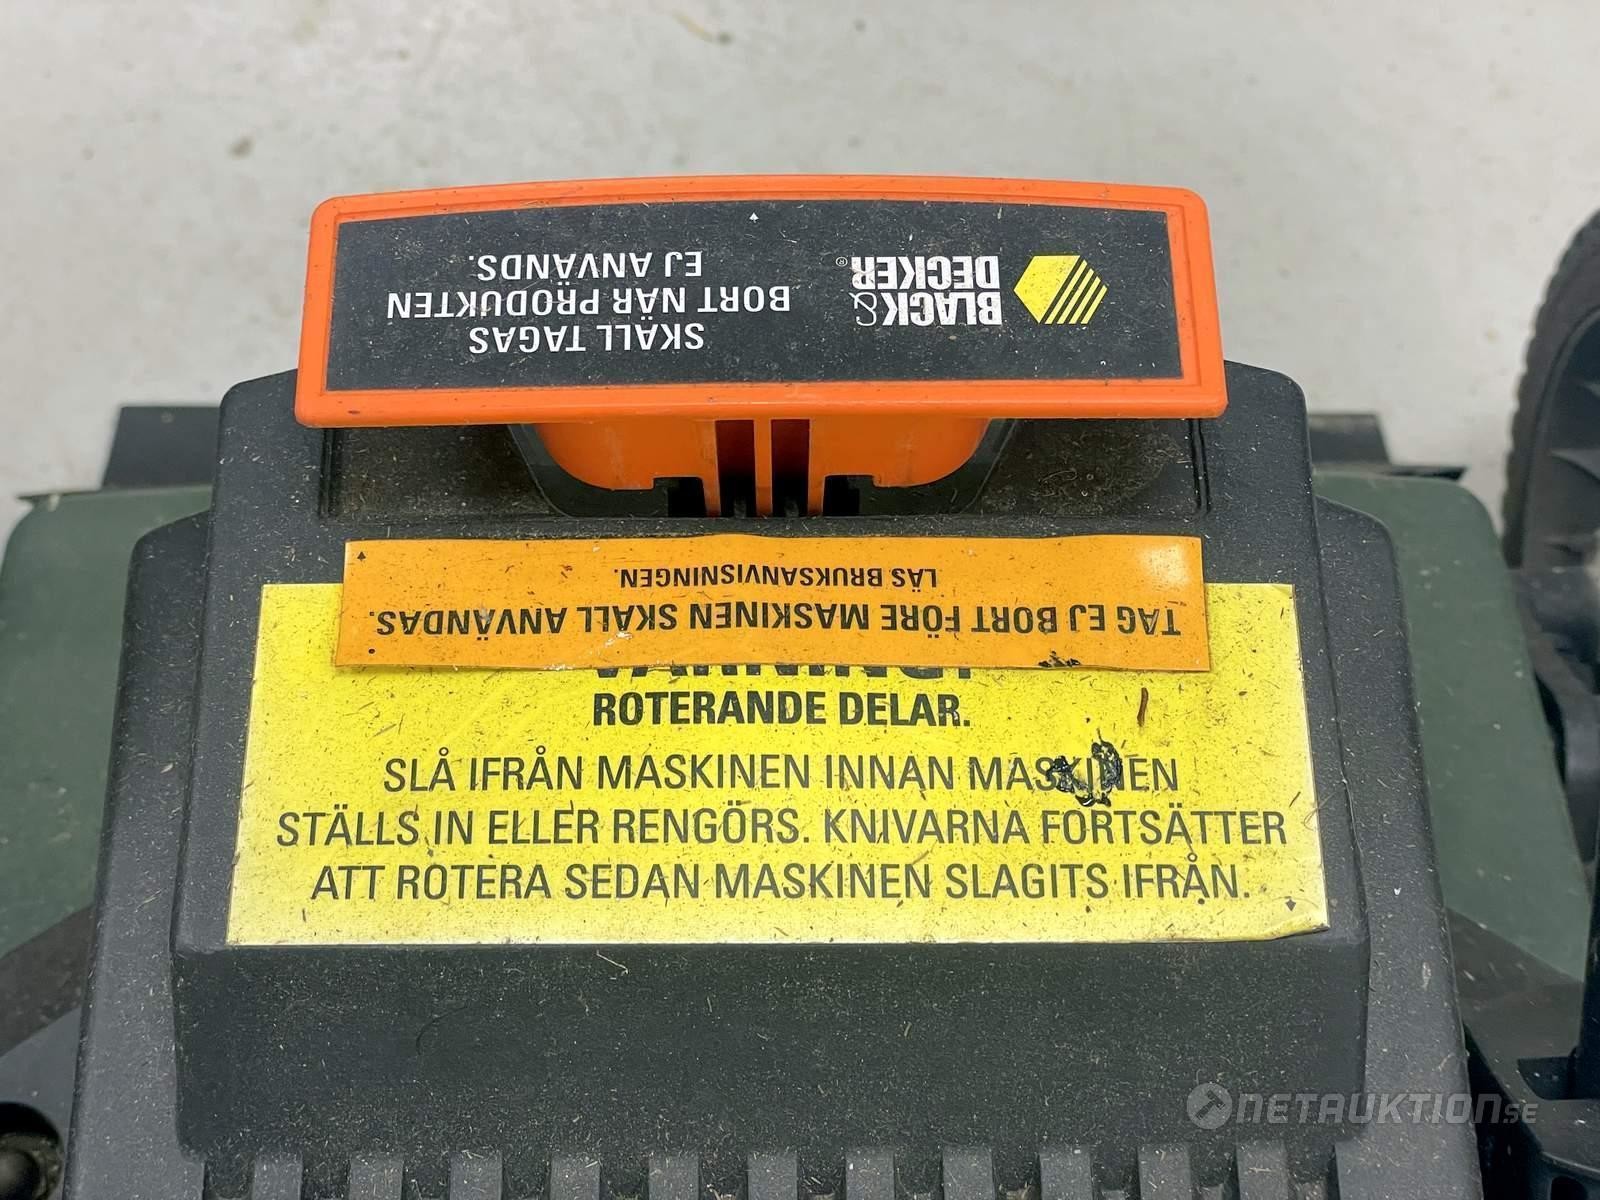 BLACK&
DECKER®
SKALL TAGAS
BORT NÄR PRODUKTEN
EJ ANVÄNDS.
TAG EJ BORT FÖRE MASKINEN SKALL ANVÄNDAS.
LÄS BRUKSANVISNINGEN.
ROTERANDE DELAR.
SLÅ IFRÅN MASKINEN INNAN MASKINEN
STÄLLS IN ELLER RENGÖRS. KNIVARNA FORTSÄTTER
ATT ROTERA SEDAN MASKINEN SLAGITS IFRÅN.
NETAUKTION.SE